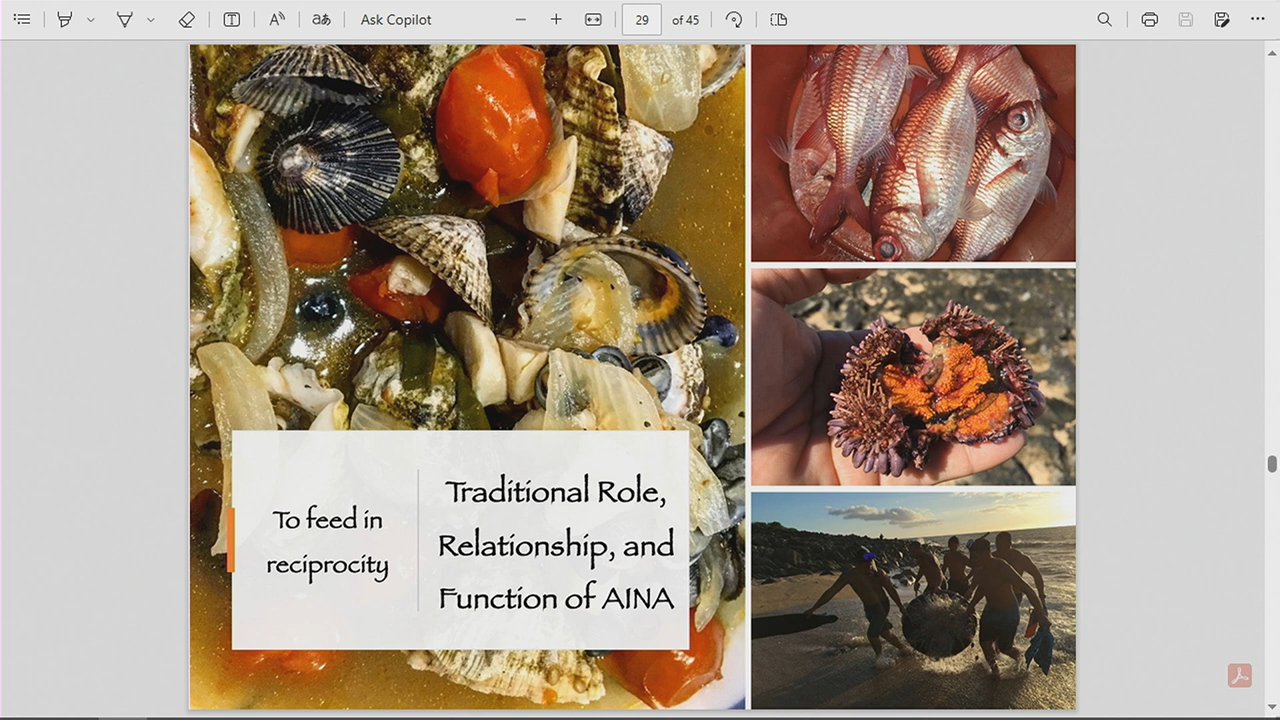 Ask Copilot
29
of 45
To feed in
reciprocity
Traditional Role,
Relationship, and
Function of AINA